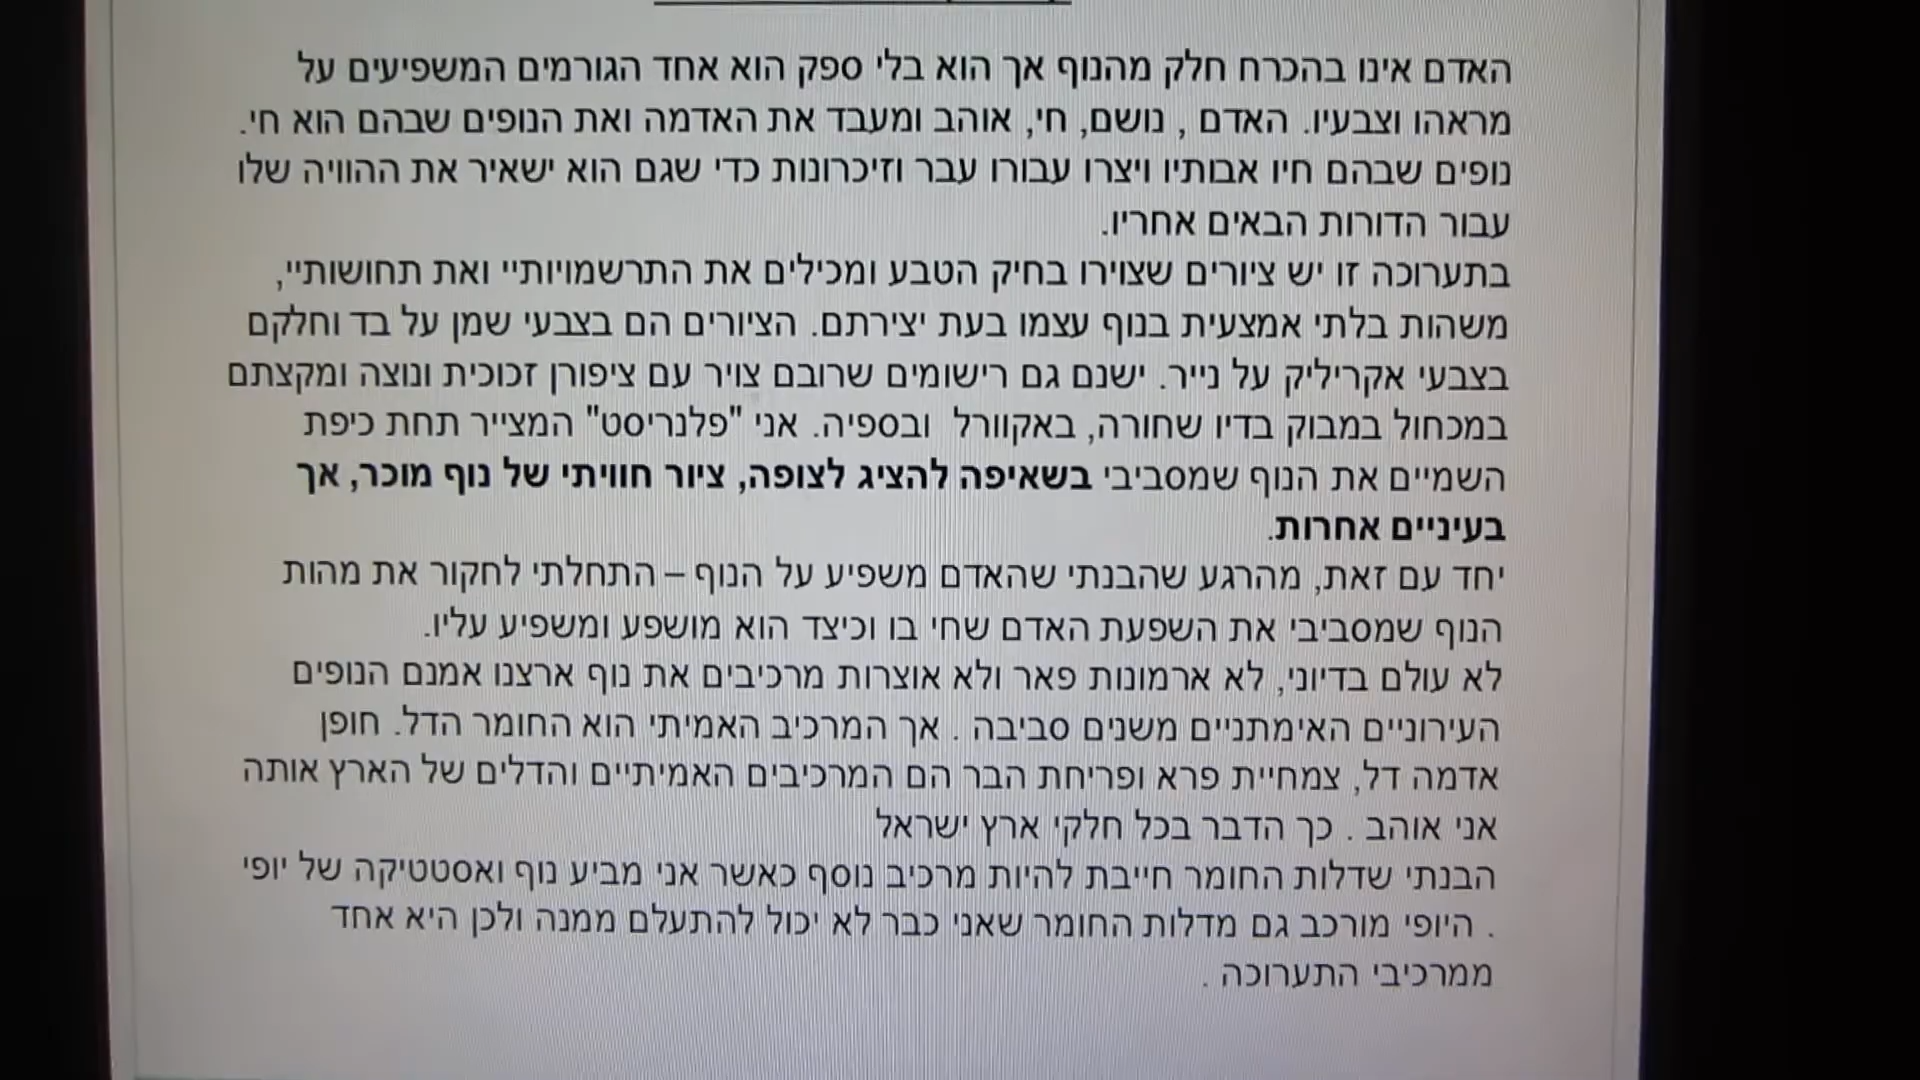 האדם אינו בהכרח חלק מהנוף אך הוא בלי ספק הוא אחד הגורמים המשפיעים על
מראהו וצבעיו. האדם , נושם, חי, אוהב ומעבד את האדמה ואת הנופים שבהם הוא חי.
נופים שבהם חיו אבותיו ויצרו עבורו עבר וזיכרונות כדי שגם הוא ישאיר את ההוויה שלו
עבור הדורות הבאים אחריו.
בתערוכה זו יש ציורים שצוירו בחיק הטבע ומכילים את התרשמויותיי ואת תחושותיי,
משהות בלתי אמצעית בנוף עצמו בעת יצירתם. הציורים הם בצבעי שמן על בד וחלקם
בצבעי אקריליק על נייר. ישנם גם רישומים שרובם צויר עם ציפורן זכוכית ונוצה ומקצתם
במכחול במבוק בדיו שחורה, באקוורל ובספיה. אני "פלנריסט" המצייר תחת כיפת
השמיים את הנוף שמסביבי בשאיפה להציג לצופה, ציור חוויתי של נוף מוכר, אך
בעיניים אחרות.
יחד עם זאת, מהרגע שהבנתי שהאדם משפיע על הנוף – התחלתי לחקור את מהות
הנוף שמסביבי את השפעת האדם שחי בו וכיצד הוא מושפע ומשפיע עליו.
לא עולם בדיוני, לא ארמונות פאר ולא אוצרות מרכיבים את נוף ארצנו אמנם הנופים
העירוניים האימתניים משנים סביבה . אך המרכיב האמיתי הוא החומר הדל. חופן
אדמה דל, צמחיית פרא ופריחת הבר הם המרכיבים האמיתיים והדלים של הארץ אותה
אני אוהב . כך הדבר בכל חלקי ארץ ישראל
הבנתי שדלות החומר חייבת להיות מרכיב נוסף כאשר אני מביע נוף ואסטטיקה של יופי
. היופי מורכב גם מדלות החומר שאני כבר לא יכול להתעלם ממנה ולכן היא אחד
ממרכיבי התערוכה .